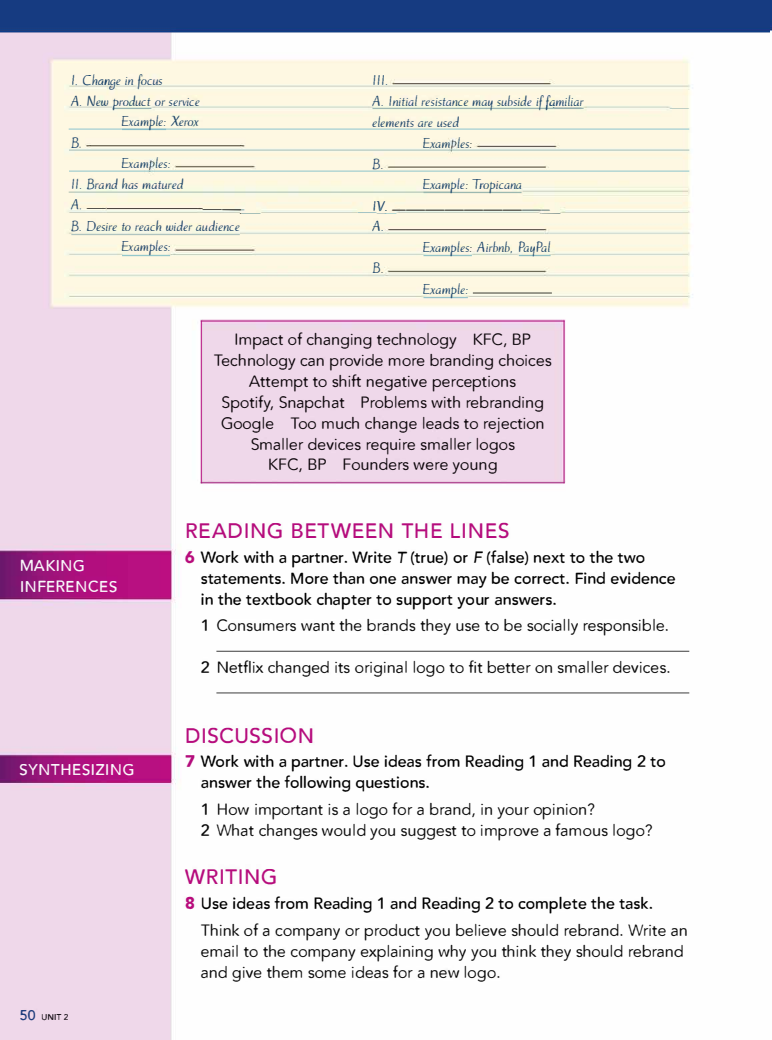 I. Change in focus
A. New product or service
Example: Xerox
B.
Examples:
II. Brand has matured
A.
B. Desire to reach wider audience
Examples:
III.
A. Initial resistance may subside if familiar
elements are used
Examples:
B.
Example: Tropicana
IV.
A.
Examples: Airbnb, PayPal
B.
Example:
Impact of changing technology KFC, BP
Technology can provide more branding choices
Attempt to shift negative perceptions
Spotify, Snapchat Problems with rebranding
Google Too much change leads to rejection
Smaller devices require smaller logos
KFC, BP Founders were young
READING BETWEEN THE LINES
MAKING
INFERENCES
6 Work with a partner. Write T (true) or F (false) next to the two
statements. More than one answer may be correct. Find evidence
in the textbook chapter to support your answers.
1 Consumers want the brands they use to be socially responsible.
2 Netflix changed its original logo to fit better on smaller devices.
DISCUSSION
SYNTHESIZING
7 Work with a partner. Use ideas from Reading 1 and Reading 2 to
answer the following questions.
1 How important is a logo for a brand, in your opinion?
2 What changes would you suggest to improve a famous logo?
WRITING
8 Use ideas from Reading 1 and Reading 2 to complete the task.
Think of a company or product you believe should rebrand. Write an
email to the company explaining why you think they should rebrand
and give them some ideas for a new logo.
50 UNIT 2